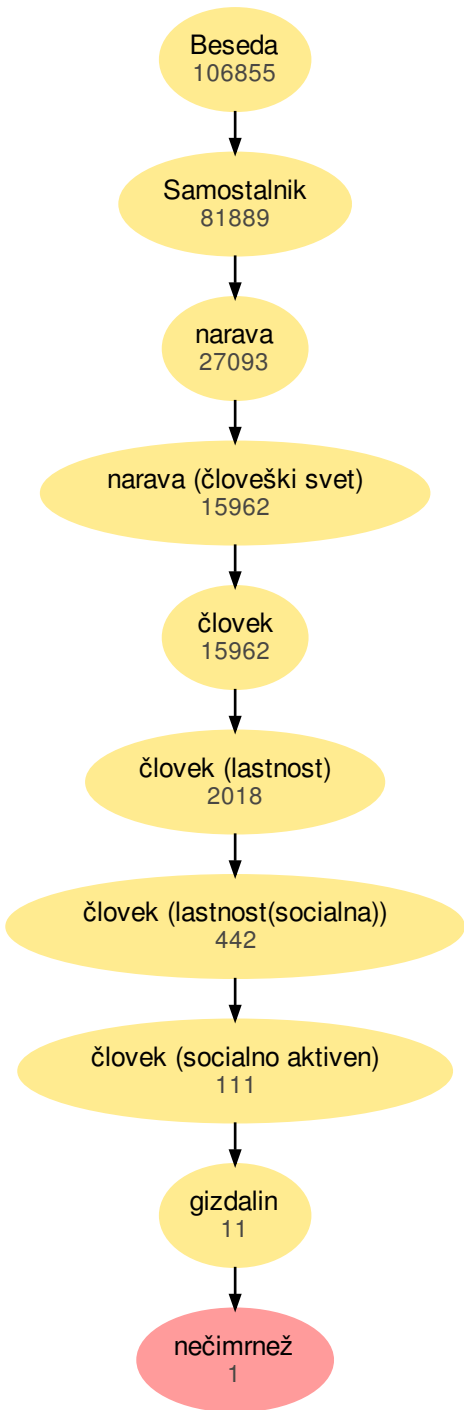 Beseda
106855
Samostalnik
81889
narava
27093
narava (človeški svet)
15962
človek
15962
človek (lastnost)
2018
človek (lastnost(socialna))
442
človek (socialno aktiven)
111
gizdalin
11
nečimrnež
1